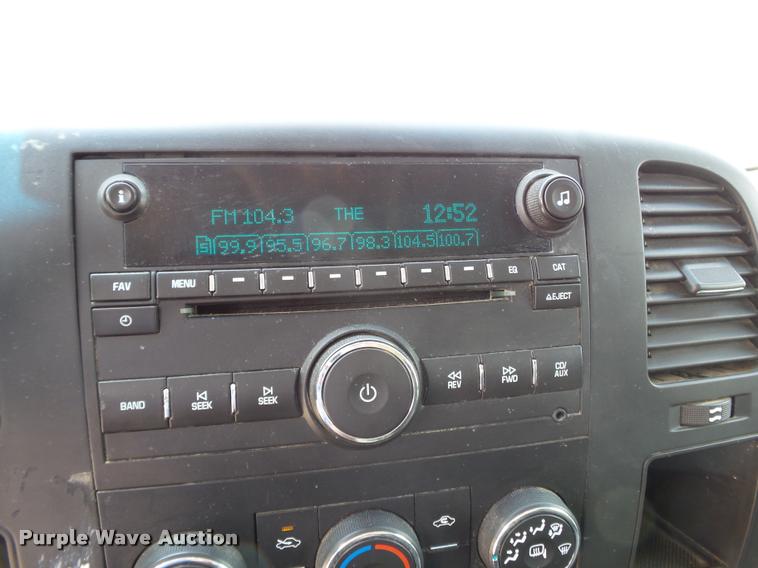 FM 104.3 THE 12:52
5 99.9 95.5 96.7 98.3 104.5 100.7
FAV MENU EQ CAT
EJECT
BAND SEEK SEEK REV FWD CD/AUX
Purple Wave Auction